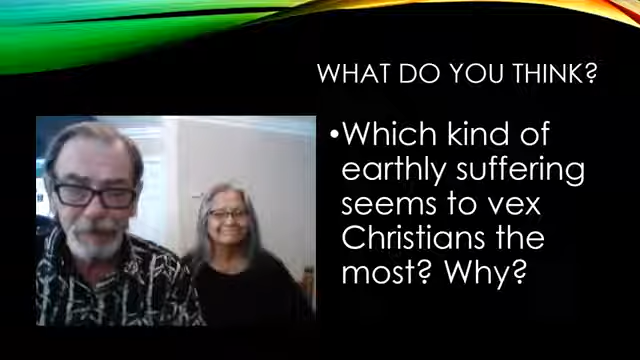 WHAT DO YOU THINK?
•Which kind of
earthly suffering
seems to vex
Christians the
most? Why?